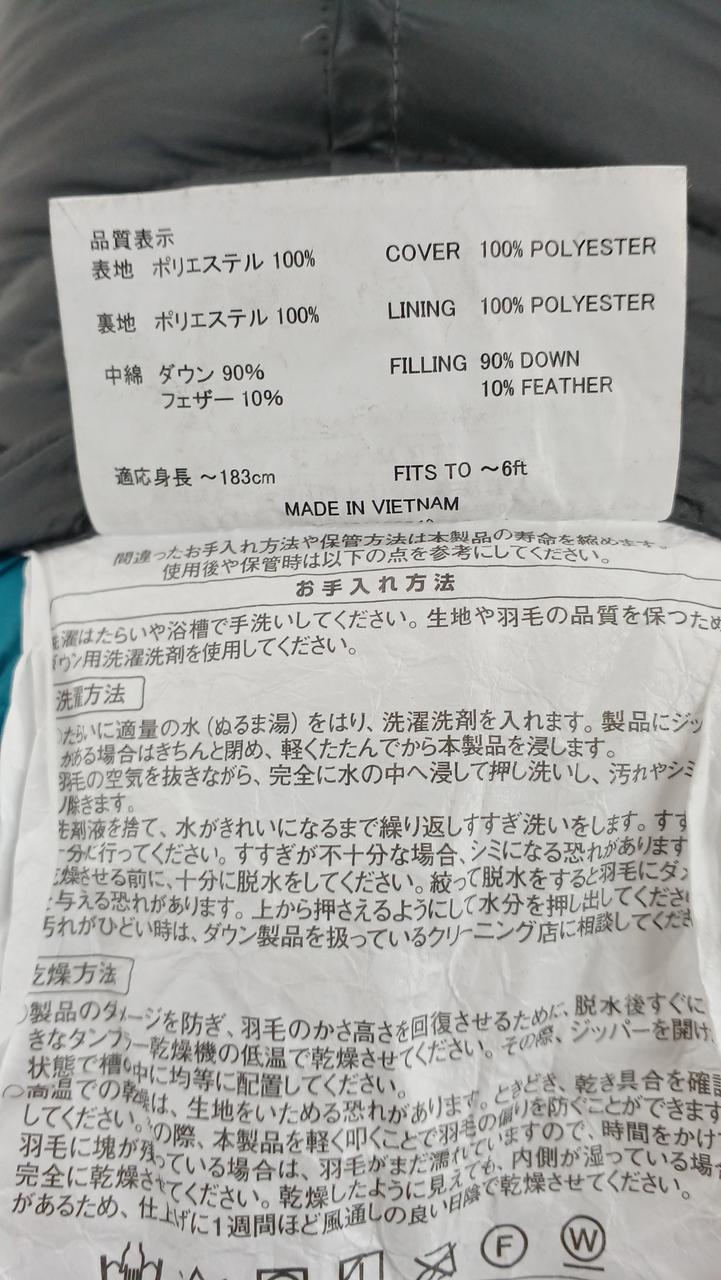 品質表示
表地 ポリエステル 100% COVER 100% POLYESTER
裏地 ポリエステル 100% LINING 100% POLYESTER
中綿 ダウン 90% FILLING 90% DOWN
フェザー 10% 10% FEATHER
適応身長 ～183cm FITS TO ～6ft
MADE IN VIETNAM
間違ったお手入れ方法や保管方法は本製品の寿命を縮めます。
使用後や保管時は以下の点を参考にしてください。
お手入れ方法
洗濯はたらいや浴槽で手洗いしてください。生地や羽毛の品質を保つため
ダウン用洗濯洗剤を使用してください。
洗濯方法
たらいに適量の水（ぬるま湯）をはり、洗濯洗剤を入れます。製品にジッ
がある場合はきちんと閉め、軽くたたんでから本製品を浸します。
羽毛の空気を抜きながら、完全に水の中へ浸して押し洗いし、汚れやシミ
り除きます。
洗剤液を捨て、水がきれいになるまで繰り返しすすぎ洗いをします。すす
十分に行ってください。すすぎが不十分な場合、シミになる恐れがあります
乾燥させる前に、十分に脱水をしてください。絞って脱水をすると羽毛にダメ
を与える恐れがあります。上から押さえるようにして水分を押し出してくださ
汚れがひどい時は、ダウン製品を扱っているクリーニング店に相談してくださ
乾燥方法
製品のダメージを防ぎ、羽毛のかさ高さを回復させるために、脱水後すぐに
きなタンブラー乾燥機の低温で乾燥させてください。その際、ジッパーを開け
状態で槽の中に均等に配置してください。
高温での乾燥は、生地をいためる恐れがあります。ときどき、乾き具合を確認
してください。その際、本製品を軽く叩くことで羽毛の偏りを防ぐことができます
羽毛に塊が残っている場合は、羽毛がまだ濡れていますので、時間をかけ
完全に乾燥させてください。乾燥したように見えても、内側が湿っている場合
があるため、仕上げに1週間ほど風通しの良い日陰で乾燥させてください。
F W